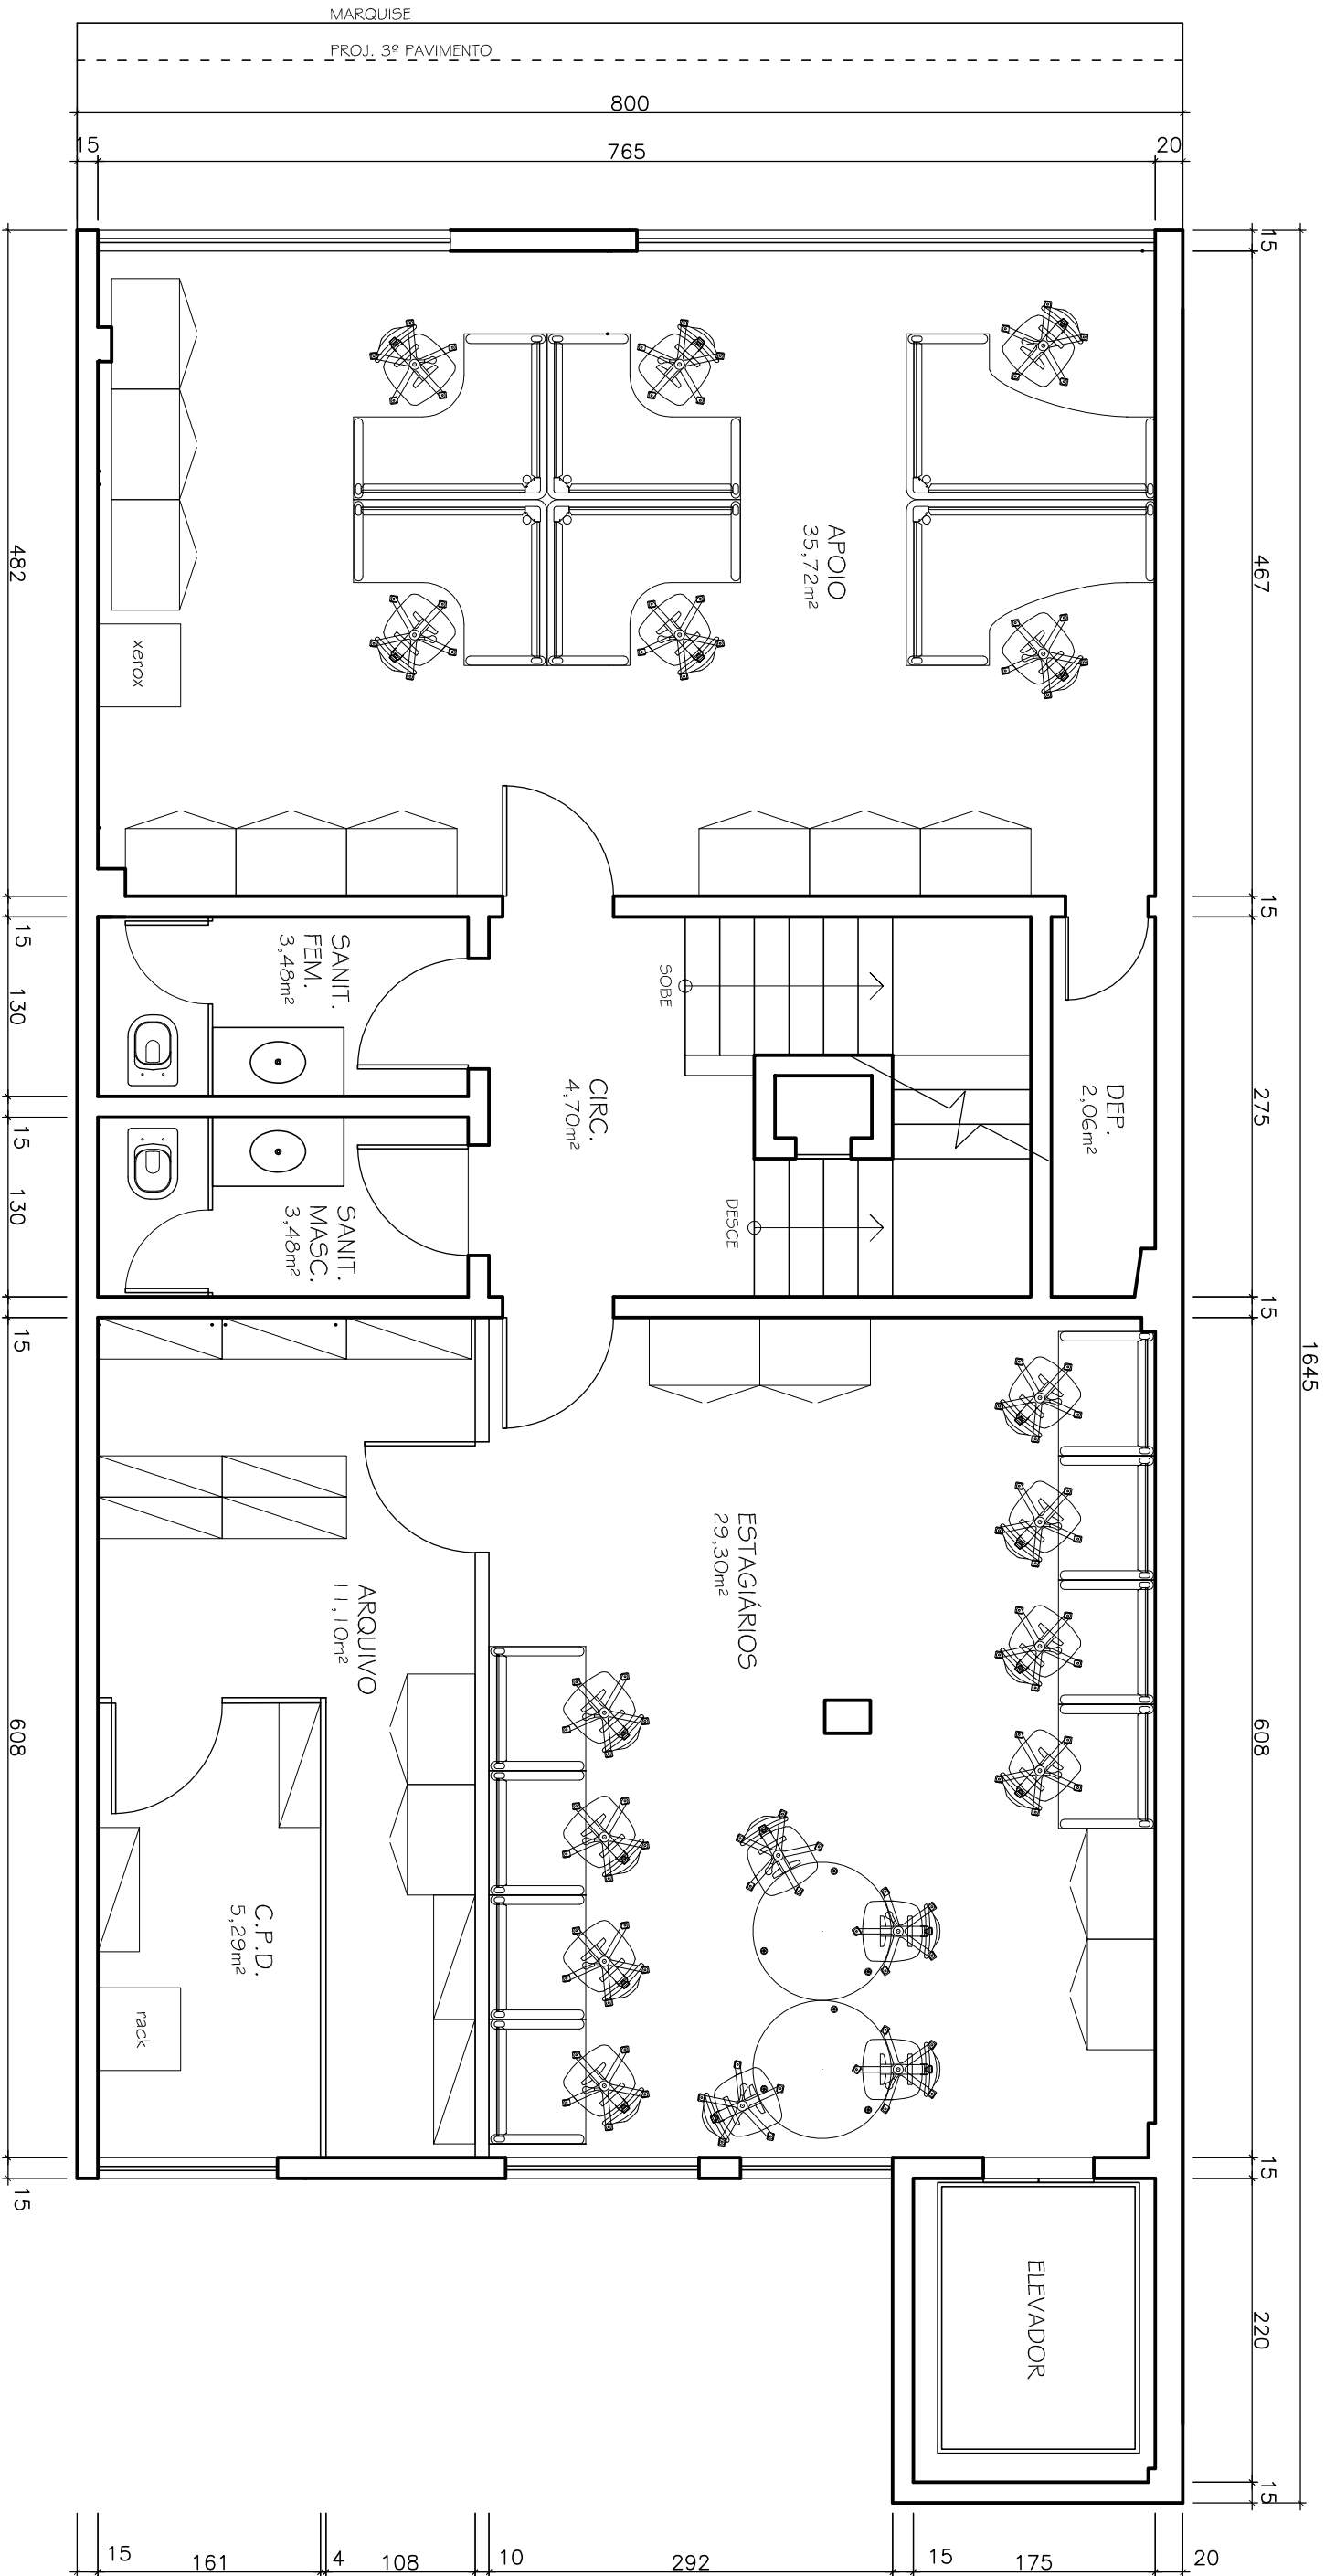 MARQUISE
PROJ. 3º PAVIMENTO
800
15
765
20
15
467
15
275
15
1645
608
15
220
15
482
15
130
15
130
15
608
15
APOIO
35,72m²
xerox
SANIT.
FEM.
3,48m²
SOBE
CIRC.
4,70m²
DEP.
2,06m²
DESCE
SANIT.
MASC.
3,48m²
ESTAGIÁRIOS
29,30m²
ARQUIVO
11,10m²
C.P.D.
5,29m²
rack
ELEVADOR
15
161
4
108
10
292
15
175
20